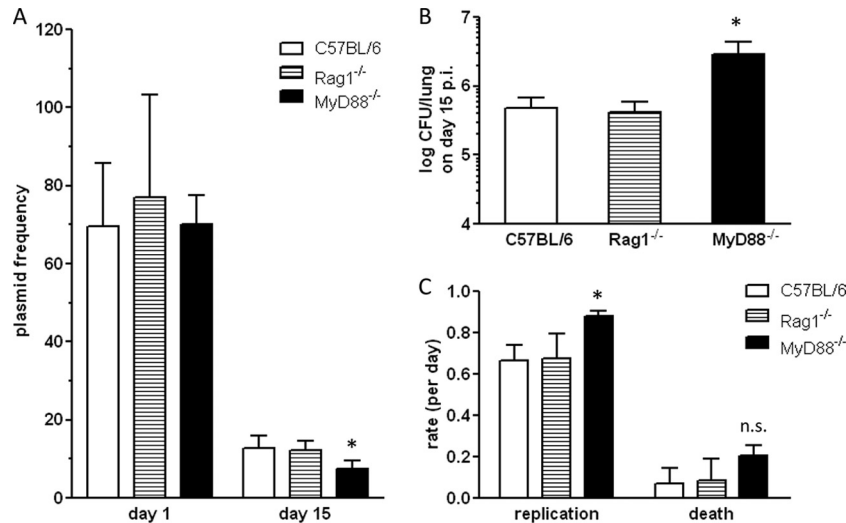 A
120
100
80
60
40
20
0
plasmid frequency
C57BL/6
Rag1-/-
MyD88-/-
*
day 1
day 15
B
7
6
5
4
log CFU/lung
on day 15 p.i.
*
C57BL/6
Rag1-/-
MyD88-/-
C
1.0
0.8
0.6
0.4
0.2
0.0
rate (per day)
*
n.s.
C57BL/6
Rag1-/-
MyD88-/-
replication
death